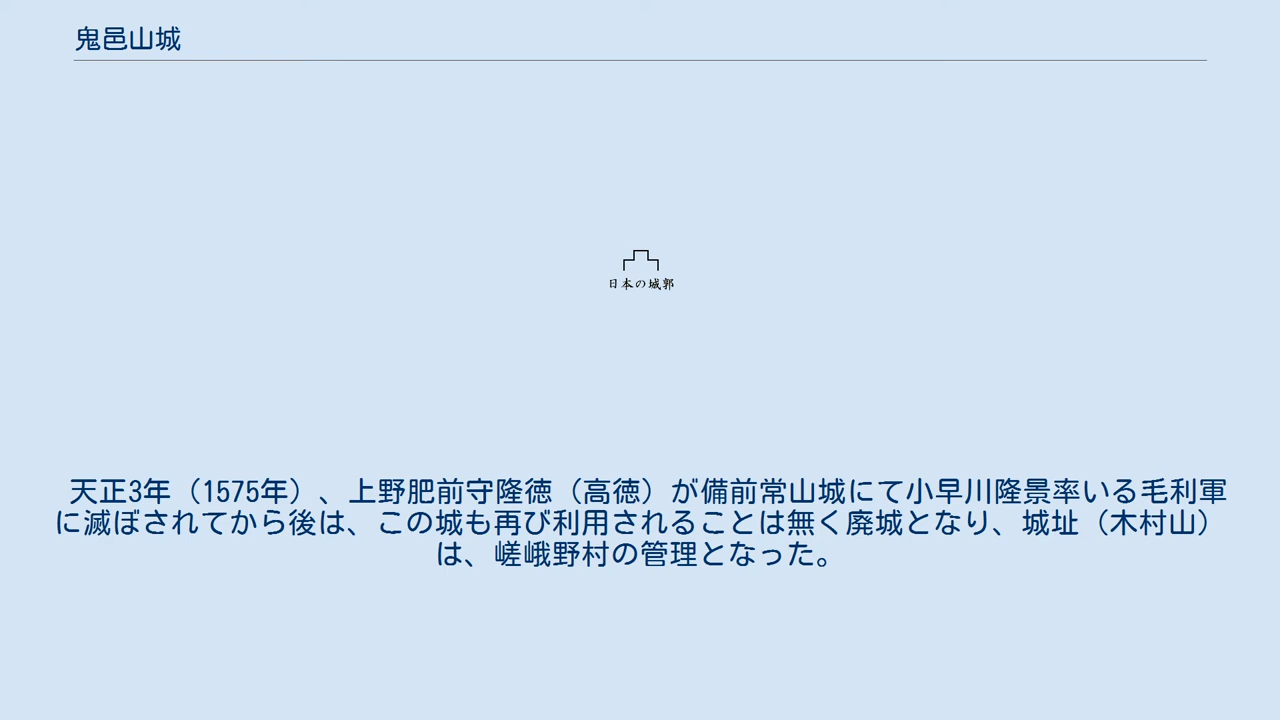 鬼邑山城
日本の城郭
天正3年（1575年）、上野肥前守隆徳（高徳）が備前常山城にて小早川隆景率いる毛利軍
に滅ぼされてから後は、この城も再び利用されることは無く廃城となり、城址（木村山）
は、嵯峨野村の管理となった。